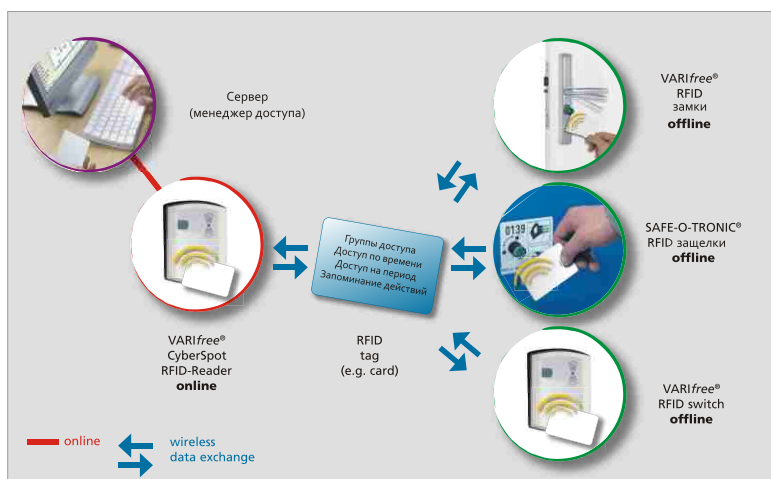 Сервер
(менеджер доступа)
VARIfree®
RFID
замки
offline
0139
SAFE-O-TRONIC®
RFID защелки
offline
Группы доступа
Доступ по времени
Доступ на период
Запоминание действий
VARIfree®
CyberSpot
RFID-Reader
online
RFID
tag
(e.g. card)
VARIfree®
RFID switch
offline
online
wireless
data exchange